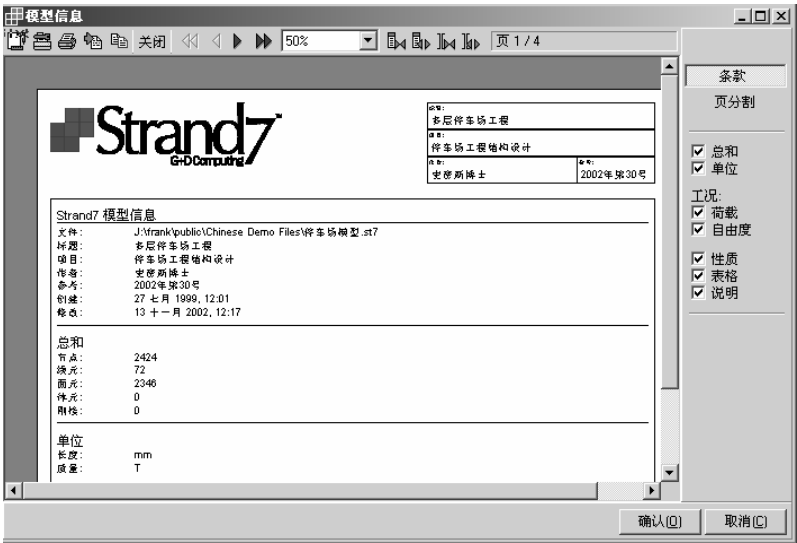 模型信息
关闭 50% 页 1 / 4
条款
页分割
总和
单位
工况:
荷载
自由度
性质
表格
说明
Strand7
G+D Computing
多层停车场工程
停车场工程结构设计
史密斯博士
2002年第30号
Strand7 模型信息
文件: J:\frank\public\Chinese Demo Files\停车场模型.st7
标题: 多层停车场工程
项目: 停车场工程结构设计
作者: 史密斯博士
参考: 2002年第30号
创建: 27 七月 1999, 12:01
修改: 13 十一月 2002, 12:17
总和
节点: 2424
线元: 72
面元: 2346
体元: 0
刚接: 0
单位
长度: mm
质量: T
确认(O) 取消(C)